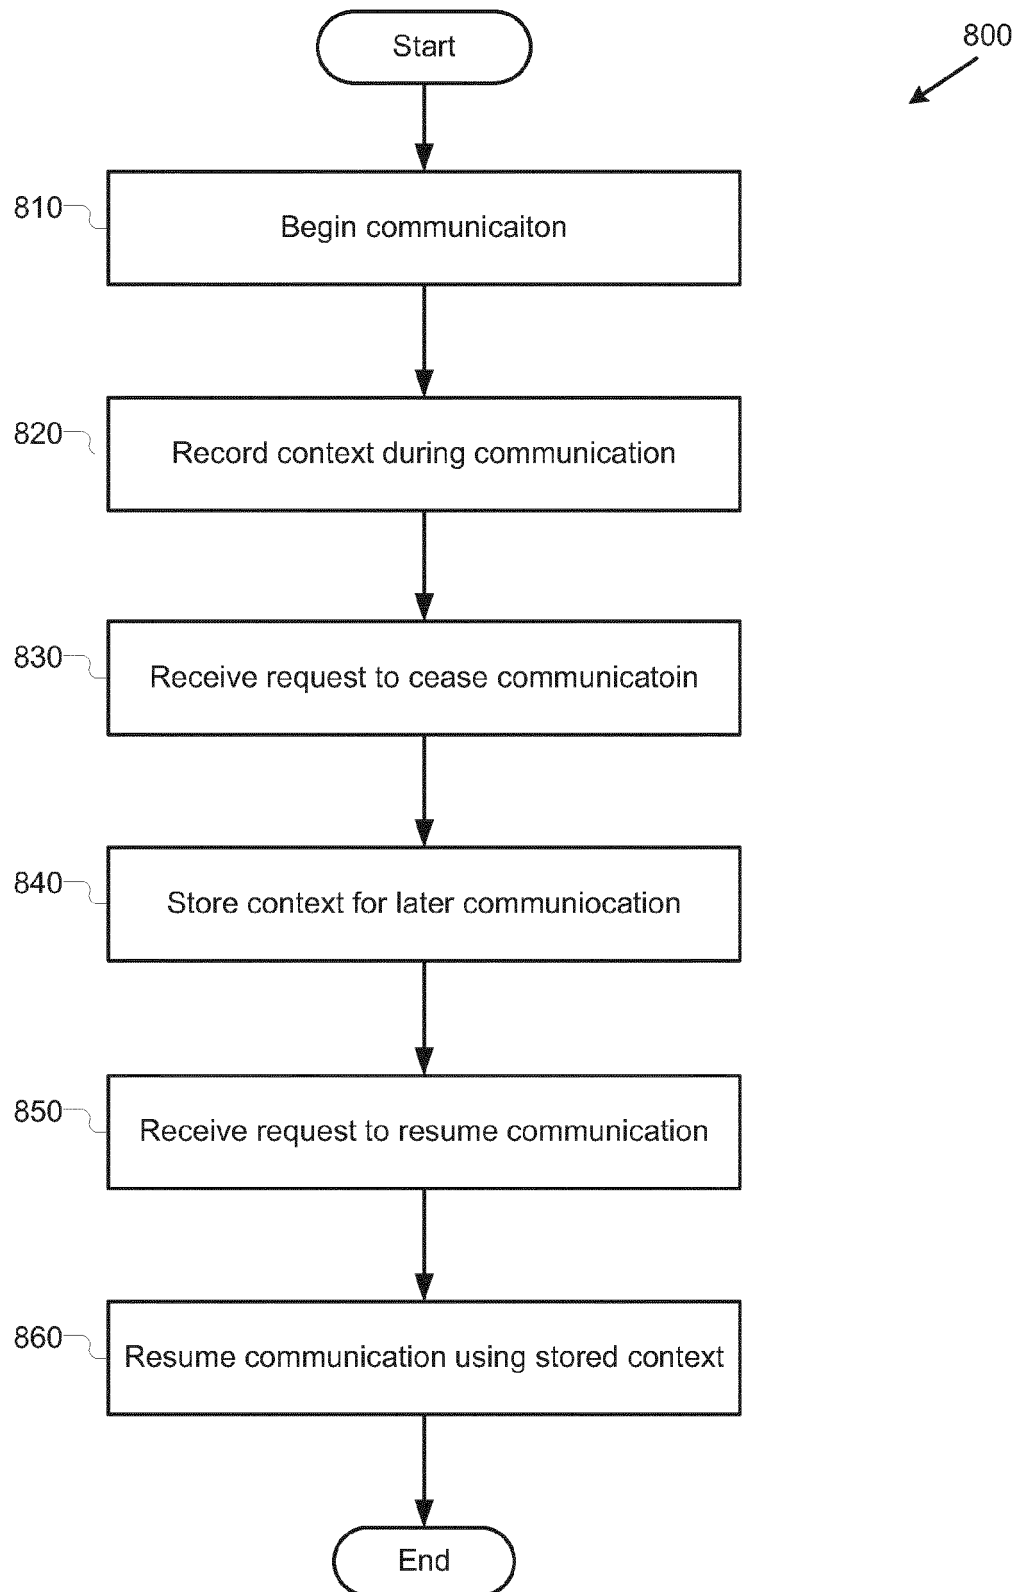 Start
800
810
Begin communicaiton
820
Record context during communication
830
Receive request to cease communicatoin
840
Store context for later communiocation
850
Receive request to resume communication
860
Resume communication using stored context
End